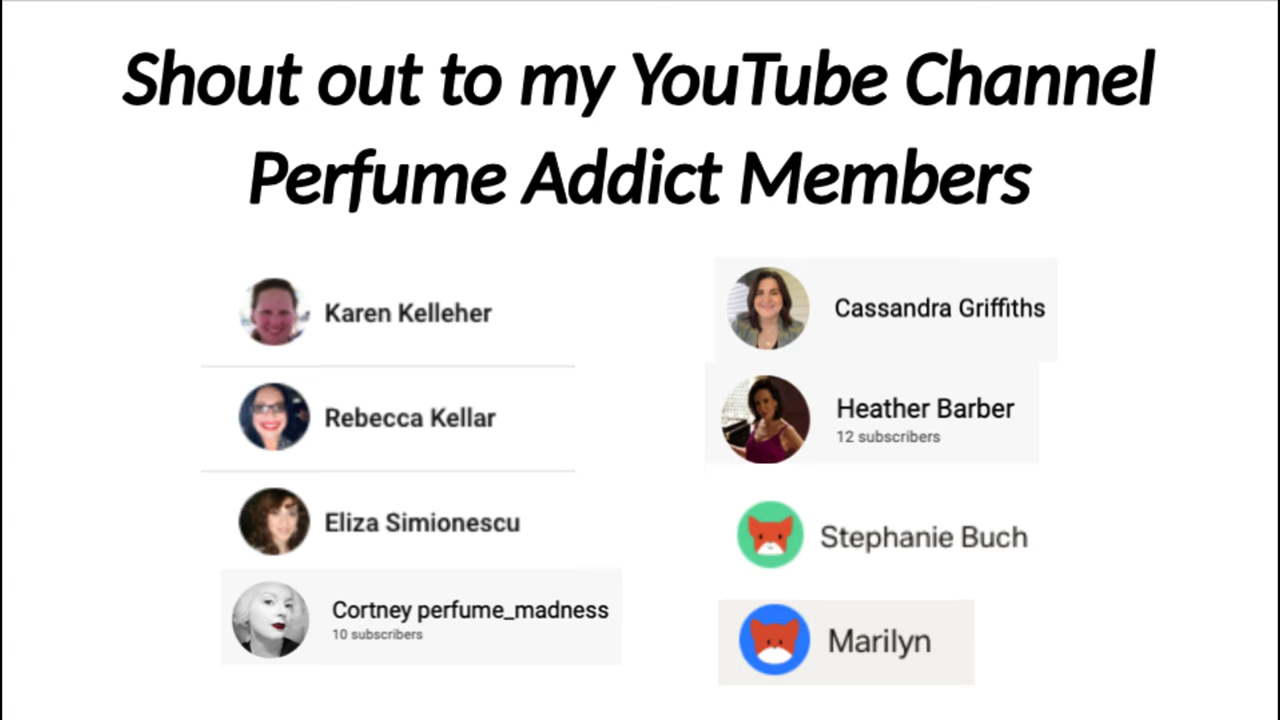 Shout out to my YouTube Channel
Perfume Addict Members
Karen Kelleher
Rebecca Kellar
Eliza Simionescu
Cortney perfume_madness
10 subscribers
Cassandra Griffiths
Heather Barber
12 subscribers
Stephanie Buch
Marilyn